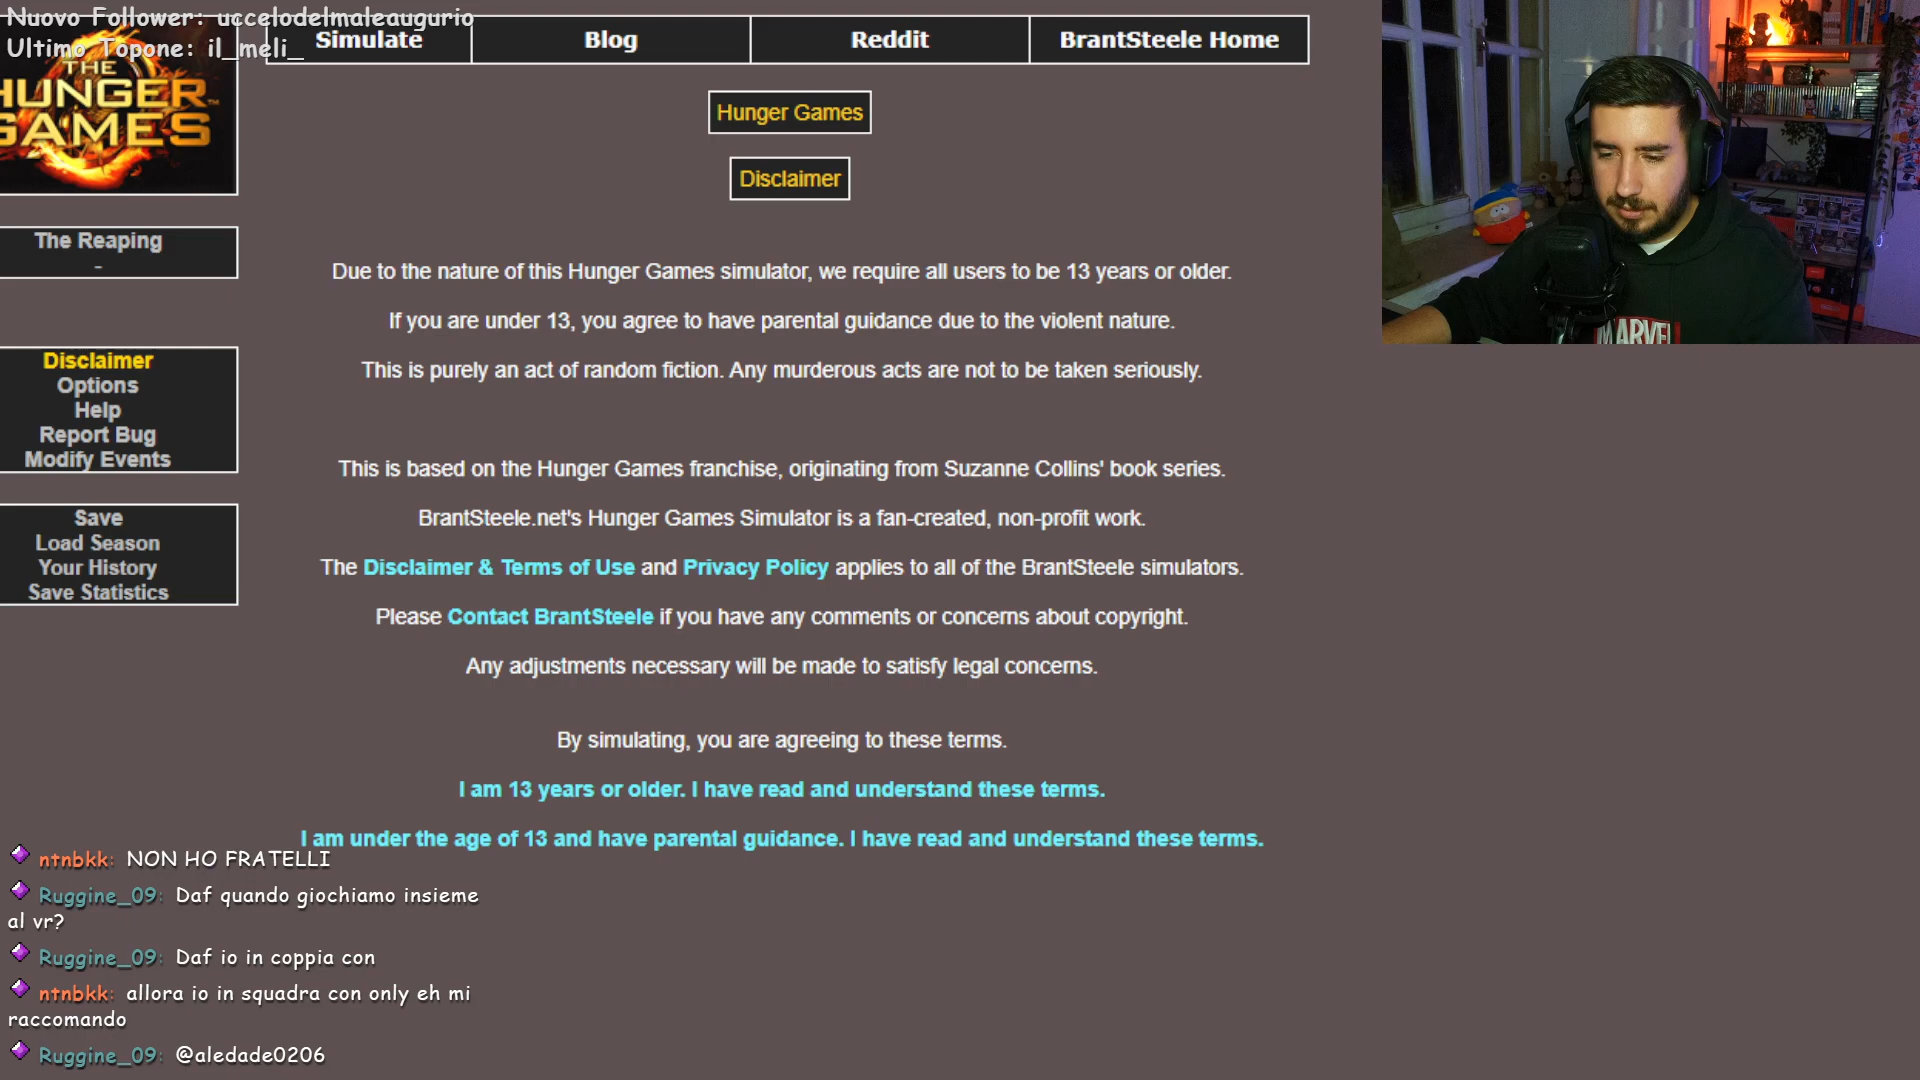 Nuovo Follower: uccelodelmaleaugurio
Ultimo Topone: il_meli_
Simulate
Blog
Reddit
BrantSteele Home
THE
HUNGER
GAMES
Hunger Games
Disclaimer
The Reaping
-
Disclaimer
Options
Help
Report Bug
Modify Events
Save
Load Season
Your History
Save Statistics
Due to the nature of this Hunger Games simulator, we require all users to be 13 years or older.
If you are under 13, you agree to have parental guidance due to the violent nature.
This is purely an act of random fiction. Any murderous acts are not to be taken seriously.
This is based on the Hunger Games franchise, originating from Suzanne Collins' book series.
BrantSteele.net's Hunger Games Simulator is a fan-created, non-profit work.
The Disclaimer & Terms of Use and Privacy Policy applies to all of the BrantSteele simulators.
Please Contact BrantSteele if you have any comments or concerns about copyright.
Any adjustments necessary will be made to satisfy legal concerns.
By simulating, you are agreeing to these terms.
I am 13 years or older. I have read and understand these terms.
I am under the age of 13 and have parental guidance. I have read and understand these terms.
MARVEL
ntnbkk: NON HO FRATELLI
Ruggine_09: Daf quando giochiamo insieme
al vr?
Ruggine_09: Daf io in coppia con
ntnbkk: allora io in squadra con only eh mi
raccomando
Ruggine_09: @aledade0206